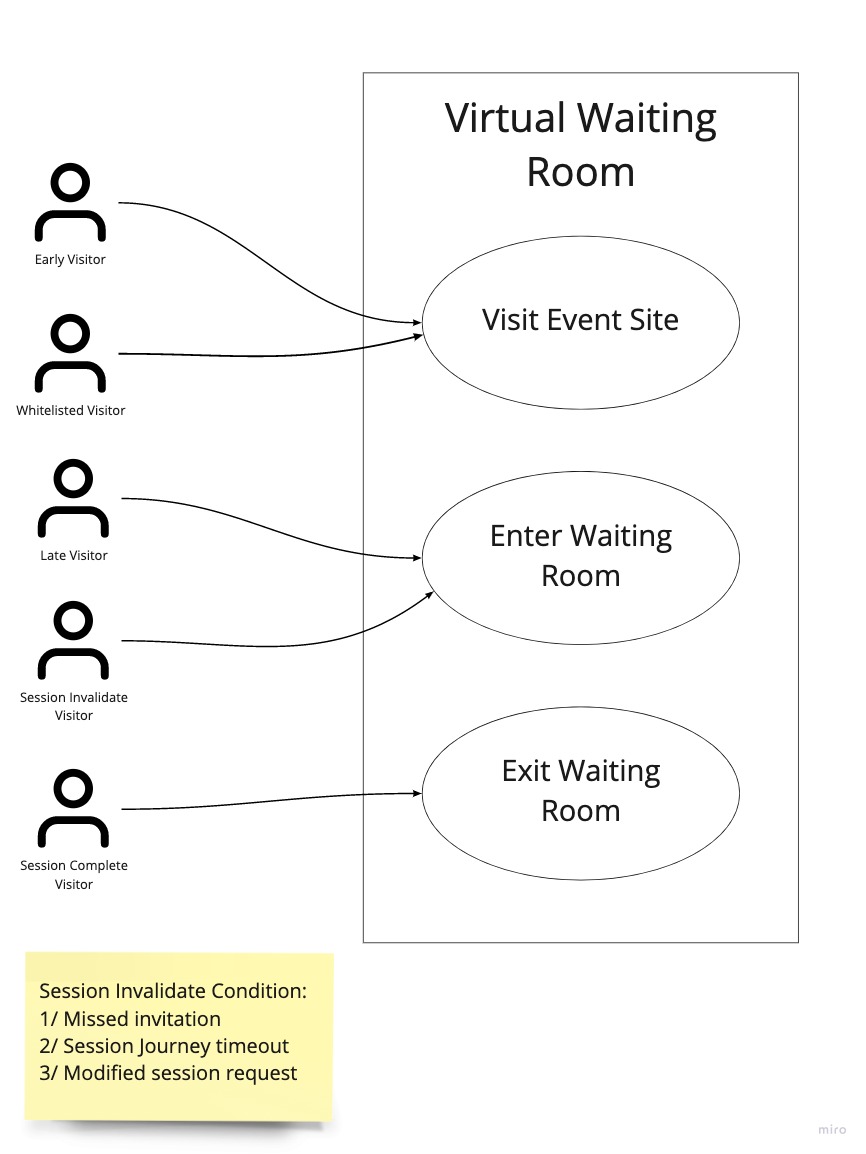 Virtual Waiting
Room
Early Visitor
Visit Event Site
Whitelisted Visitor
Late Visitor
Enter Waiting
Room
Session Invalidate
Visitor
Exit Waiting
Room
Session Complete
Visitor
Session Invalidate Condition:
1/ Missed invitation
2/ Session Journey timeout
3/ Modified session request
miro